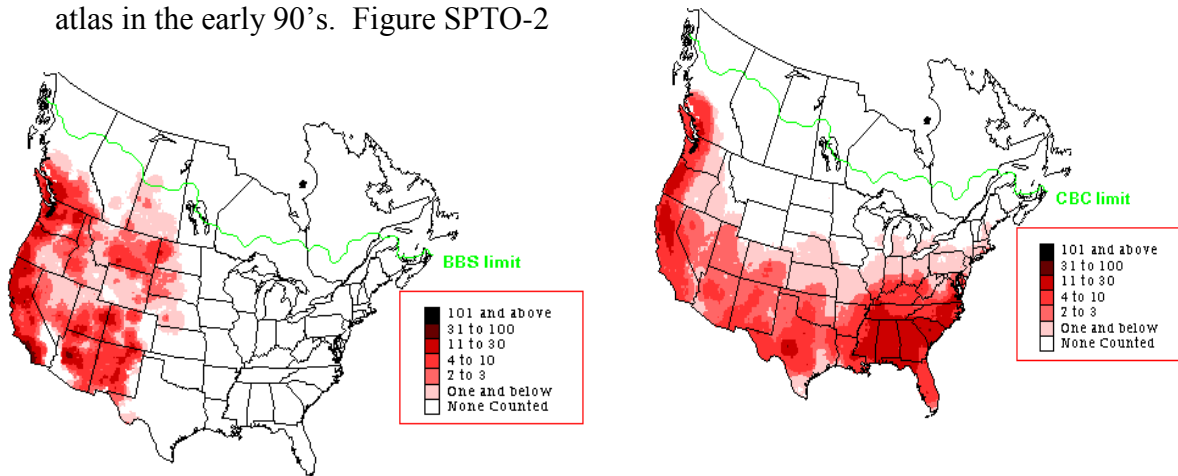 atlas in the early 90’s.  Figure SPTO-2
BBS limit
101 and above
31 to 100
11 to 30
4 to 10
2 to 3
One and below
None Counted
CBC limit
101 and above
31 to 100
11 to 30
4 to 10
2 to 3
One and below
None Counted